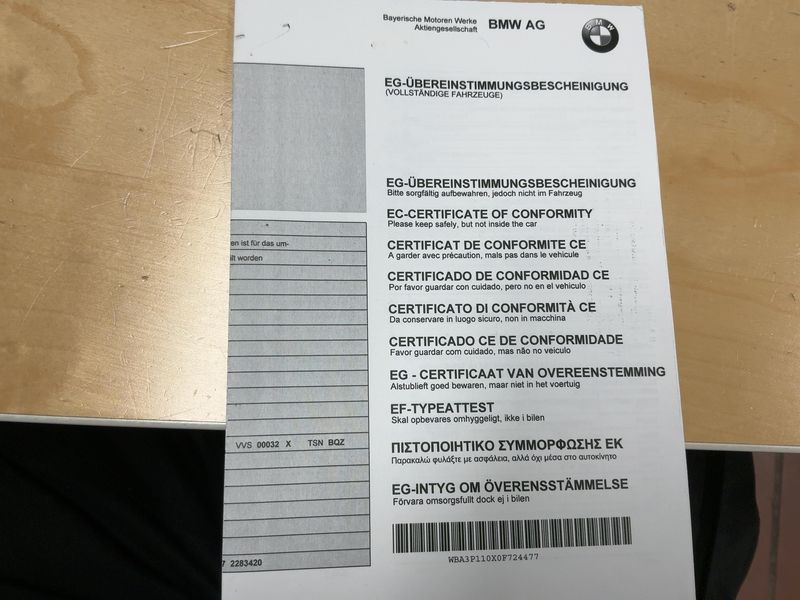 Bayerische Motoren Werke
Aktiengesellschaft
BMW AG
BMW
EG-ÜBEREINSTIMMUNGSBESCHEINIGUNG
(VOLLSTÄNDIGE FAHRZEUGE)
EG-ÜBEREINSTIMMUNGSBESCHEINIGUNG
Bitte sorgfältig aufbewahren, jedoch nicht im Fahrzeug
EC-CERTIFICATE OF CONFORMITY
Please keep safely, but not inside the car
CERTIFICAT DE CONFORMITE CE
A garder avec précaution, mais pas dans le vehicule
CERTIFICADO DE CONFORMIDAD CE
Por favor guardar con cuidado, pero no en el vehiculo
CERTIFICATO DI CONFORMITÀ CE
Da conservare in luogo sicuro, non in macchina
CERTIFICADO CE DE CONFORMIDADE
Favor guardar com cuidado, mas não no veiculo
EG - CERTIFICAAT VAN OVEREENSTEMMING
Alstublieft goed bewaren, maar niet in het voertuig
EF-TYPEATTEST
Skal opbevares omhyggeligt, ikke i bilen
ΠΙΣΤΟΠΟΙΗΤΙΚΟ ΣΥΜΜΟΡΦΩΣΗΣ ΕΚ
Παρακαλώ φυλάξτε με ασφάλεια, αλλά όχι μέσα στο αυτοκίνητο
EG-INTYG OM ÖVERENSSTÄMMELSE
Förvara omsorgsfullt dock ej i bilen
WBA3P110X0F724477
en ist für das um-
ilt worden
VVS 00032 X TSN BQZ
7 2283420